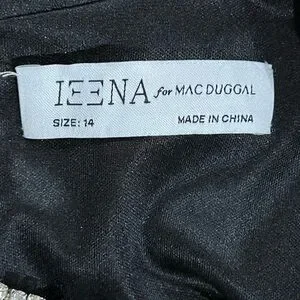 IEENA for MAC DUGGAL
SIZE: 14 MADE IN CHINA